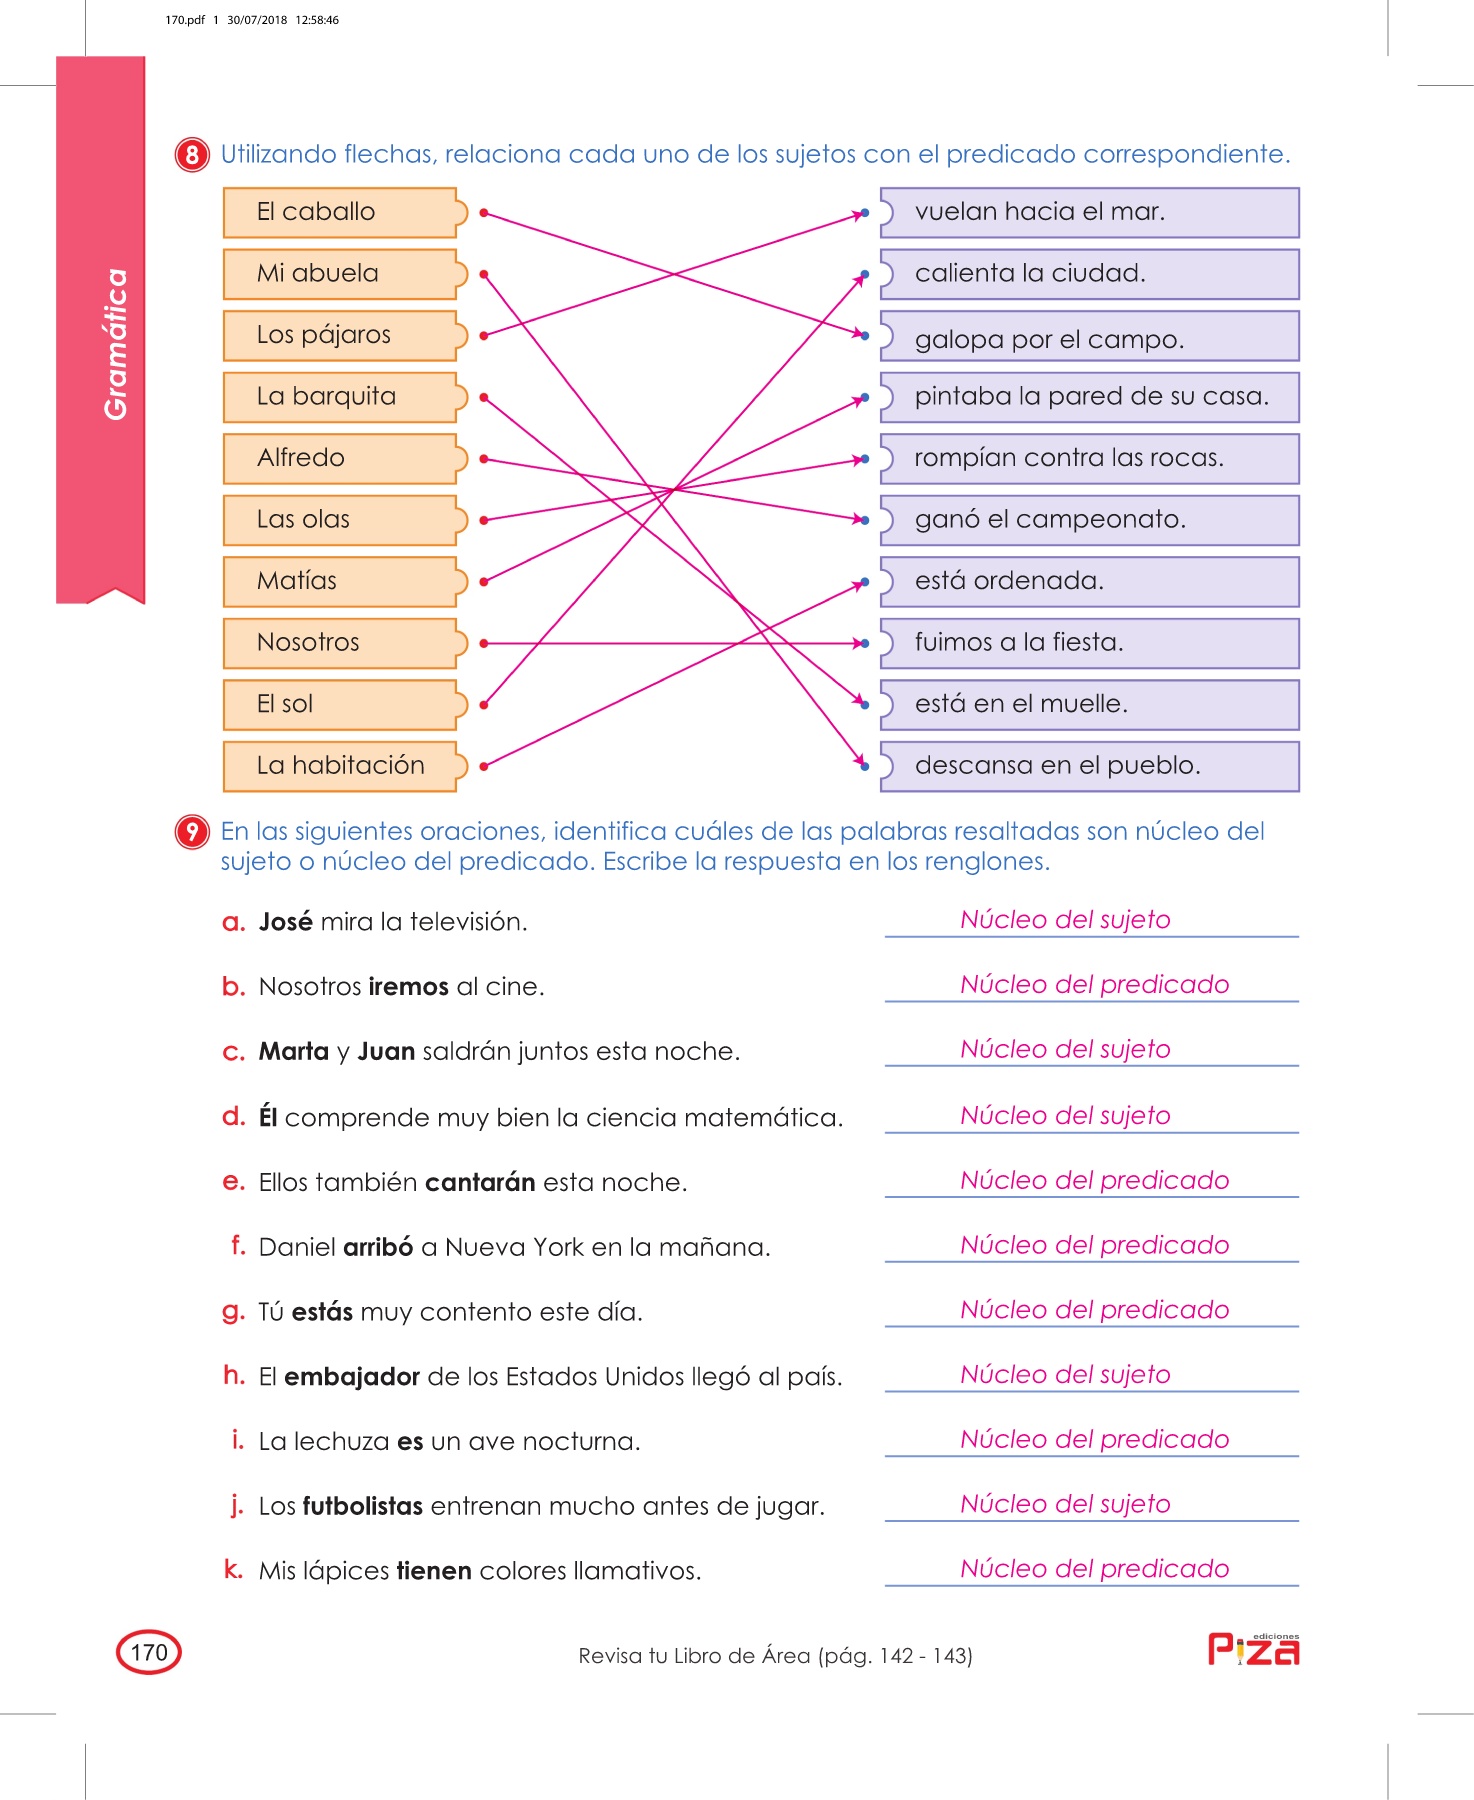 170.pdf 1 30/07/2018 12:58:46
Gramática
8 Utilizando flechas, relaciona cada uno de los sujetos con el predicado correspondiente.
El caballo
vuelan hacia el mar.
Mi abuela
calienta la ciudad.
Los pájaros
galopa por el campo.
La barquita
pintaba la pared de su casa.
Alfredo
rompían contra las rocas.
Las olas
ganó el campeonato.
Matías
está ordenada.
Nosotros
fuimos a la fiesta.
El sol
está en el muelle.
La habitación
descansa en el pueblo.
9 En las siguientes oraciones, identifica cuáles de las palabras resaltadas son núcleo del
sujeto o núcleo del predicado. Escribe la respuesta en los renglones.
a. José mira la televisión. Núcleo del sujeto
b. Nosotros iremos al cine. Núcleo del predicado
c. Marta y Juan saldrán juntos esta noche. Núcleo del sujeto
d. Él comprende muy bien la ciencia matemática. Núcleo del sujeto
e. Ellos también cantarán esta noche. Núcleo del predicado
f. Daniel arribó a Nueva York en la mañana. Núcleo del predicado
g. Tú estás muy contento este día. Núcleo del predicado
h. El embajador de los Estados Unidos llegó al país. Núcleo del sujeto
i. La lechuza es un ave nocturna. Núcleo del predicado
j. Los futbolistas entrenan mucho antes de jugar. Núcleo del sujeto
k. Mis lápices tienen colores llamativos. Núcleo del predicado
170
Revisa tu Libro de Área (pág. 142 - 143)
ediciones
Piza